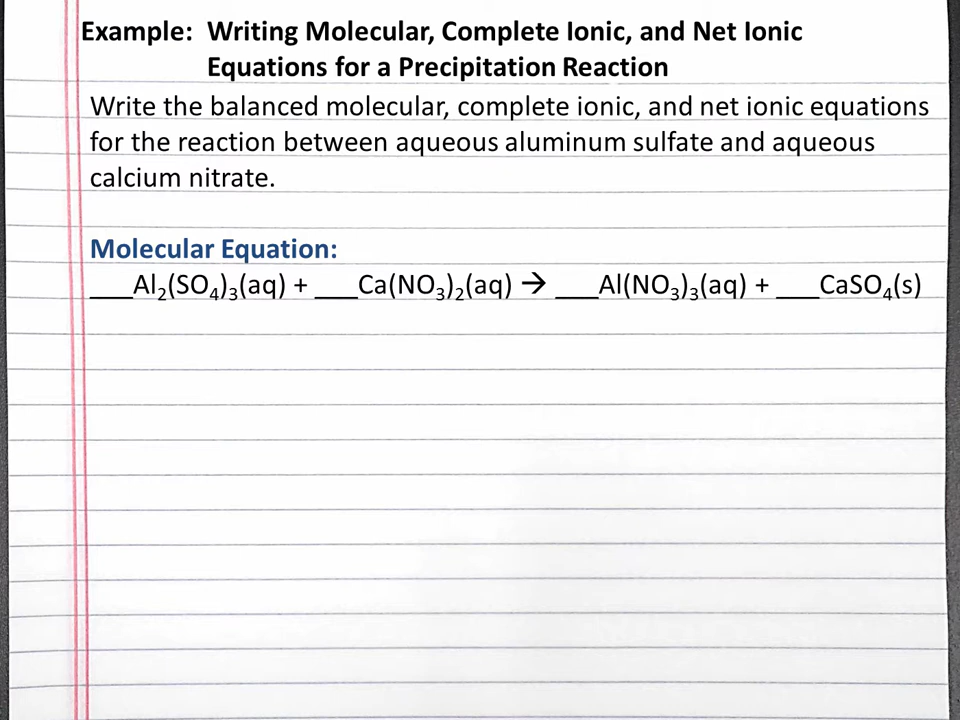 Example: Writing Molecular, Complete Ionic, and Net Ionic
Equations for a Precipitation Reaction
Write the balanced molecular, complete ionic, and net ionic equations
for the reaction between aqueous aluminum sulfate and aqueous
calcium nitrate.
Molecular Equation:
___Al₂(SO₄)₃(aq) + ___Ca(NO₃)₂(aq) → ___Al(NO₃)₃(aq) + ___CaSO₄(s)